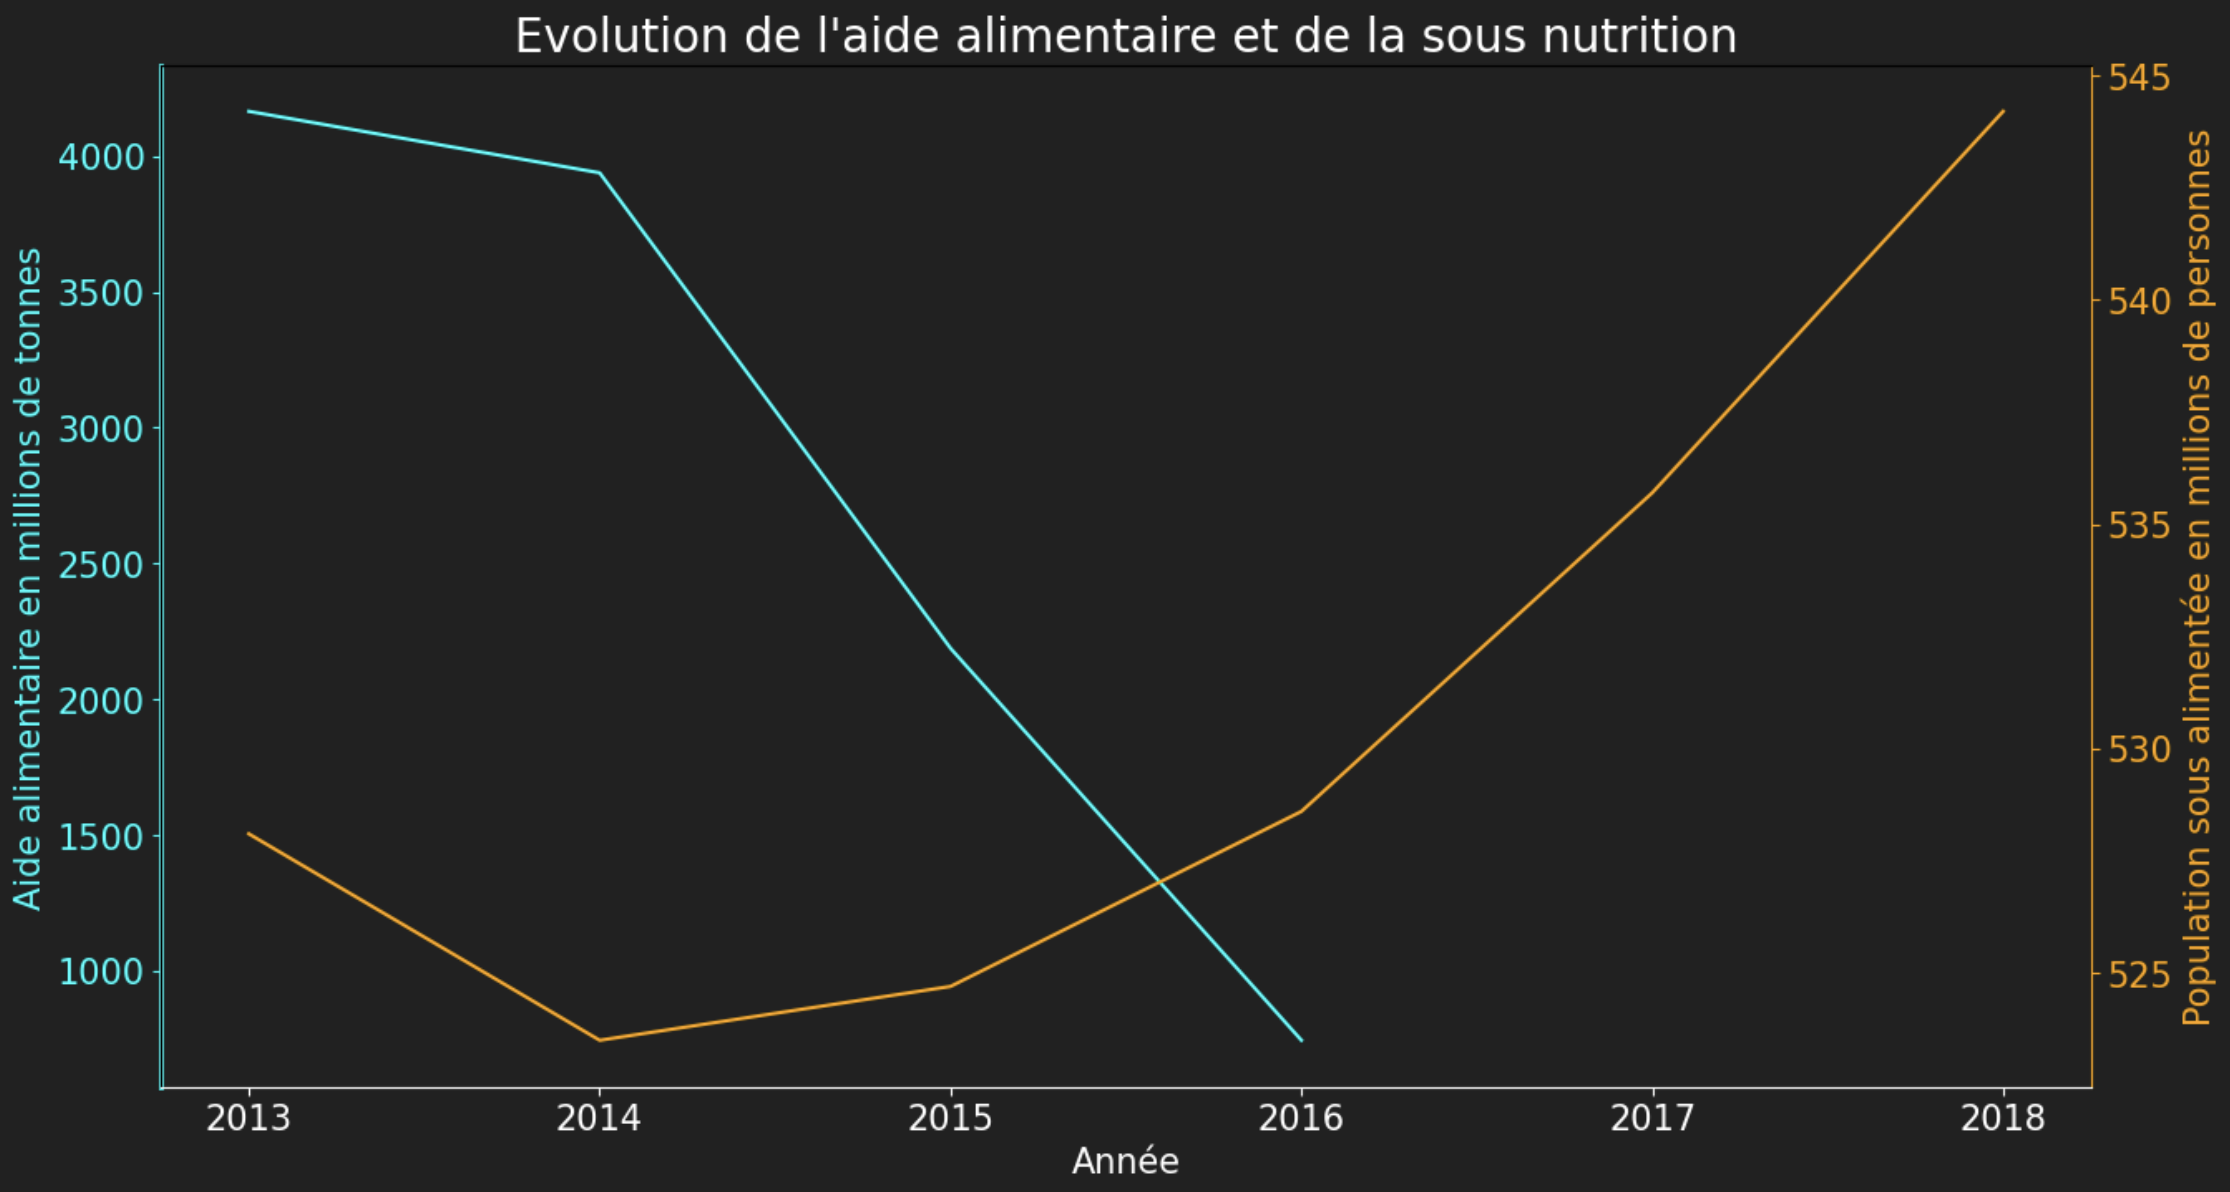 Evolution de l'aide alimentaire et de la sous nutrition
Aide alimentaire en millions de tonnes
4000
3500
3000
2500
2000
1500
1000
545
540
535
530
525
Population sous alimentée en millions de personnes
2013 2014 2015 2016 2017 2018
Année